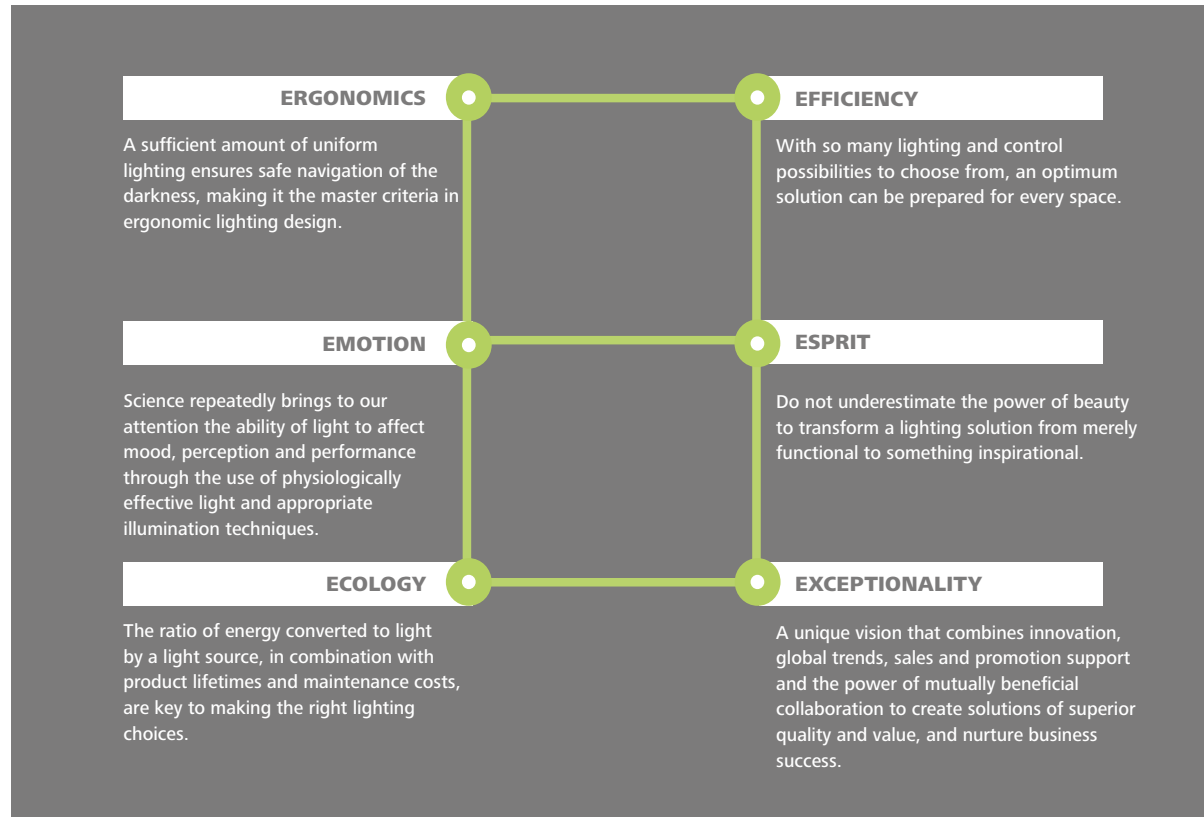 ERGONOMICS
A sufficient amount of uniform
lighting ensures safe navigation of the
darkness, making it the master criteria in
ergonomic lighting design.
EFFICIENCY
With so many lighting and control
possibilities to choose from, an optimum
solution can be prepared for every space.
EMOTION
Science repeatedly brings to our
attention the ability of light to affect
mood, perception and performance
through the use of physiologically
effective light and appropriate
illumination techniques.
ESPRIT
Do not underestimate the power of beauty
to transform a lighting solution from merely
functional to something inspirational.
ECOLOGY
The ratio of energy converted to light
by a light source, in combination with
product lifetimes and maintenance costs,
are key to making the right lighting
choices.
EXCEPTIONALITY
A unique vision that combines innovation,
global trends, sales and promotion support
and the power of mutually beneficial
collaboration to create solutions of superior
quality and value, and nurture business
success.